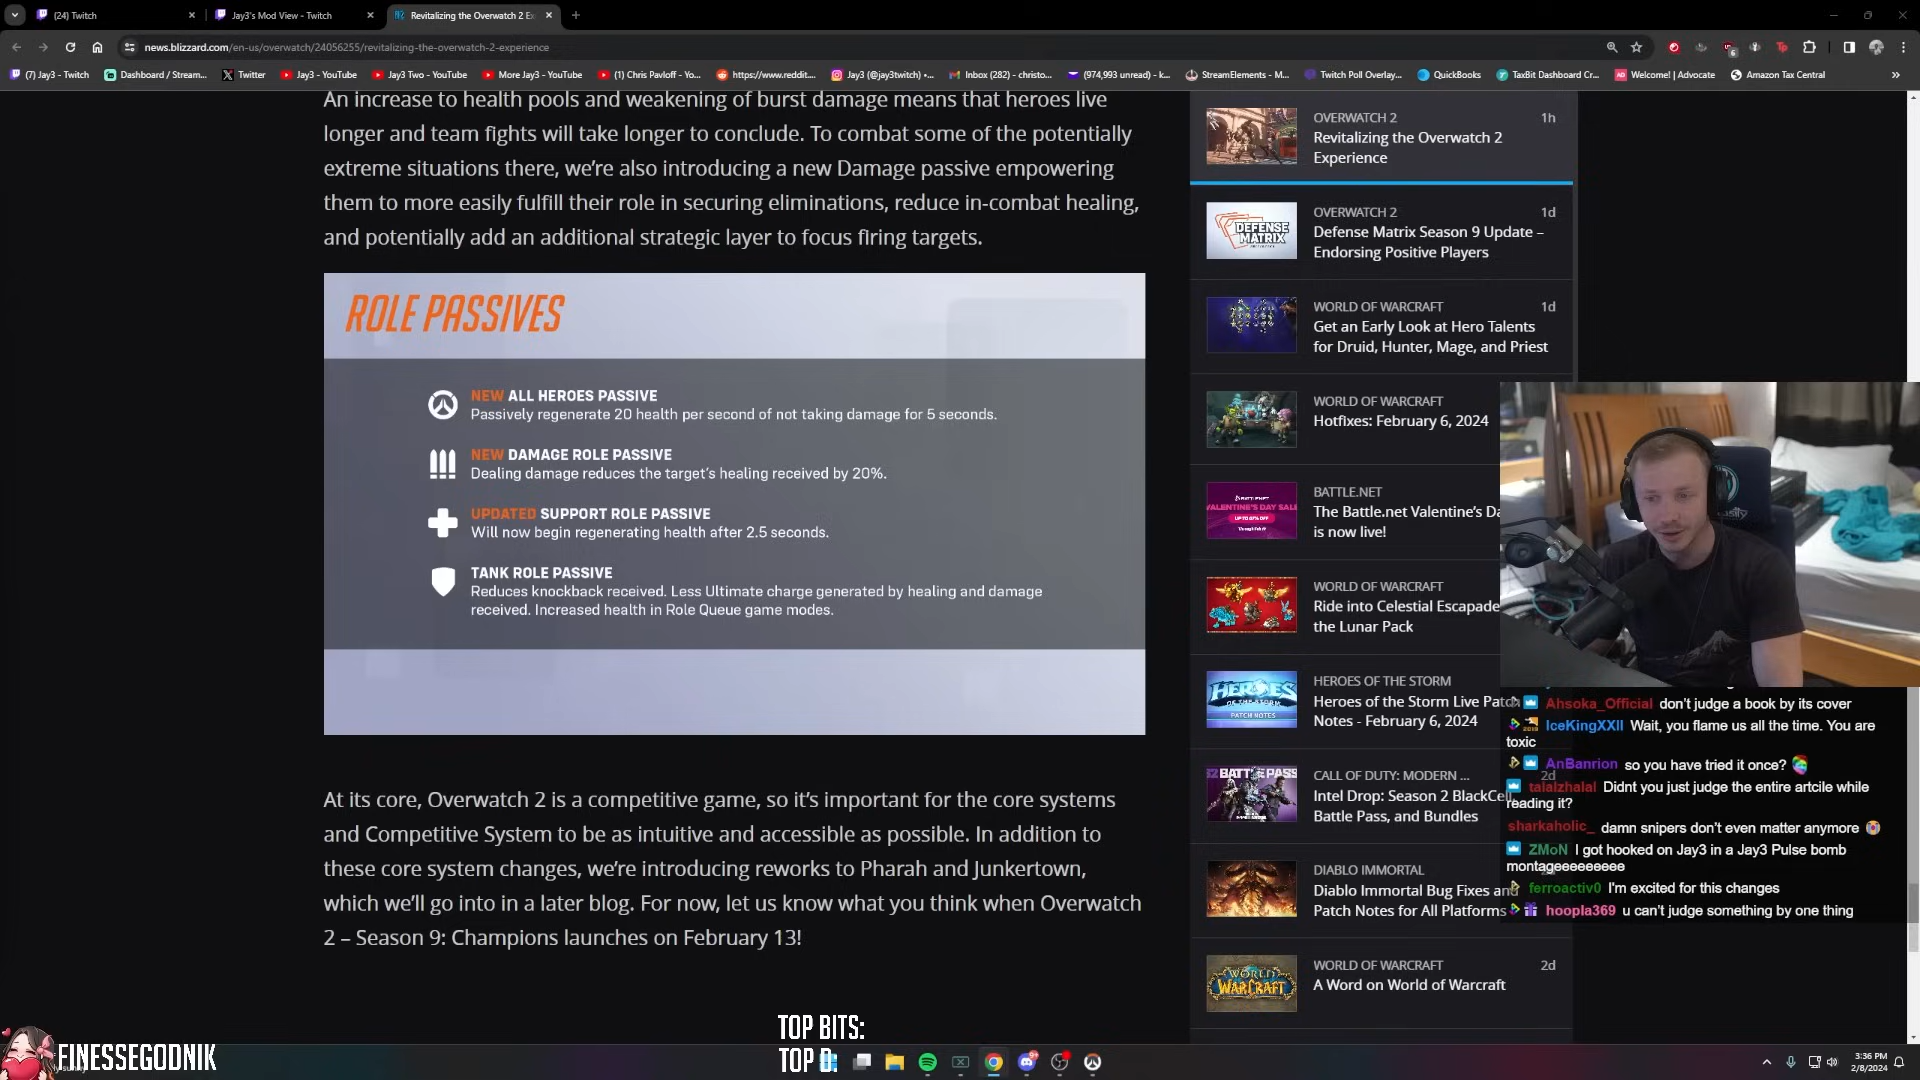 (24) Twitch
Jay3's Mod View - Twitch
Revitalizing the Overwatch 2 Ex
news.blizzard.com/en-us/overwatch/24056255/revitalizing-the-overwatch-2-experience
(7) Jay3 - Twitch
Dashboard / Stream...
Twitter
Jay3 - YouTube
Jay3 Two - YouTube
More Jay3 - YouTube
(1) Chris Pavloff - Yo...
https://www.reddit....
Jay3 (@jay3twitch) •...
Inbox (282) - christo...
(974,993 unread) - k...
StreamElements - M...
Twitch Poll Overlay...
QuickBooks
TaxBit Dashboard Cr...
Welcome! | Advocate
Amazon Tax Central
An increase to health pools and weakening of burst damage means that heroes live
longer and team fights will take longer to conclude. To combat some of the potentially
extreme situations there, we're also introducing a new Damage passive empowering
them to more easily fulfill their role in securing eliminations, reduce in-combat healing,
and potentially add an additional strategic layer to focus firing targets.
ROLE PASSIVES
NEW ALL HEROES PASSIVE
Passively regenerate 20 health per second of not taking damage for 5 seconds.
NEW DAMAGE ROLE PASSIVE
Dealing damage reduces the target's healing received by 20%.
UPDATED SUPPORT ROLE PASSIVE
Will now begin regenerating health after 2.5 seconds.
TANK ROLE PASSIVE
Reduces knockback received. Less Ultimate charge generated by healing and damage
received. Increased health in Role Queue game modes.
At its core, Overwatch 2 is a competitive game, so it's important for the core systems
and Competitive System to be as intuitive and accessible as possible. In addition to
these core system changes, we're introducing reworks to Pharah and Junkertown,
which we'll go into in a later blog. For now, let us know what you think when Overwatch
2 – Season 9: Champions launches on February 13!
OVERWATCH 2 1h
Revitalizing the Overwatch 2
Experience
DEFENSE
MATRIX
OVERWATCH 2 1d
Defense Matrix Season 9 Update –
Endorsing Positive Players
WORLD OF WARCRAFT 1d
Get an Early Look at Hero Talents
for Druid, Hunter, Mage, and Priest
WORLD OF WARCRAFT
Hotfixes: February 6, 2024
VALENTINE'S DAY SAL
BATTLE.NET
The Battle.net Valentine's Da
is now live!
WORLD OF WARCRAFT
Ride into Celestial Escapade
the Lunar Pack
HEROES
OF THE STORM
PATCH NOTES
HEROES OF THE STORM
Heroes of the Storm Live Patch
Notes - February 6, 2024
BATTLE PASS
CALL OF DUTY: MODERN ... 2d
Intel Drop: Season 2 BlackCell
Battle Pass, and Bundles
DIABLO IMMORTAL
Diablo Immortal Bug Fixes and
Patch Notes for All Platforms
WORLD
WARCRAFT
WORLD OF WARCRAFT 2d
A Word on World of Warcraft
Ahsoka_Official don't judge a book by its cover
IceKingXXII Wait, you flame us all the time. You are
toxic
AnBanrion so you have tried it once?
talaizhalal Didnt you just judge the entire artcile while
reading it?
sharkaholic_ damn snipers don't even matter anymore
ZMoN I got hooked on Jay3 in a Jay3 Pulse bomb
montageeeeeeeee
ferroactiv0 I'm excited for this changes
hoopla369 u can't judge something by one thing
FINESSEGODNIK
TOP BITS:
TOP D:
3:36 PM
2/8/2024